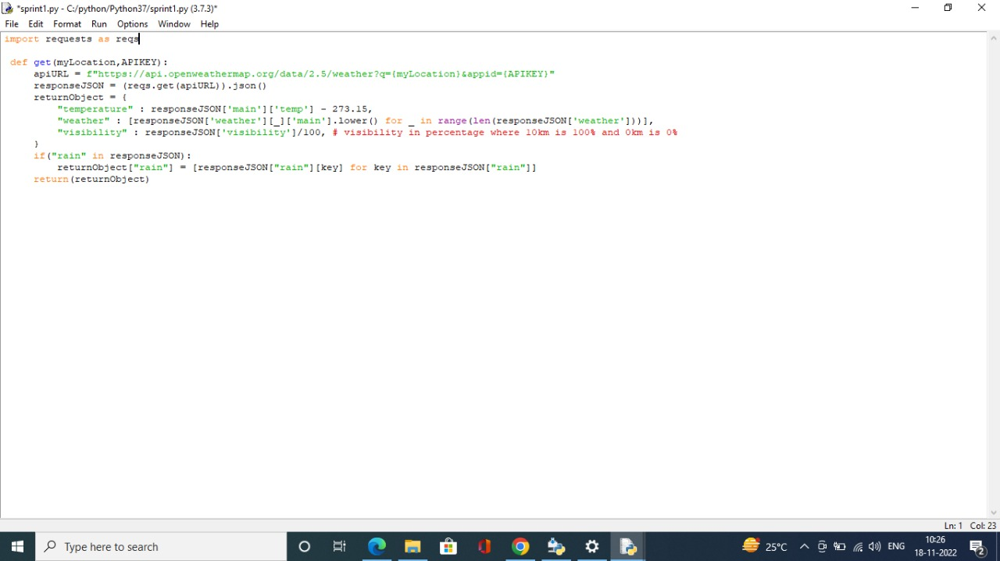 *sprint1.py - C:/python/Python37/sprint1.py (3.7.3)*
File Edit Format Run Options Window Help
import requests as reqs
 def get(myLocation,APIKEY):
     apiURL = f"https://api.openweathermap.org/data/2.5/weather?q={myLocation}&appid={APIKEY}"
     responseJSON = (reqs.get(apiURL)).json()
     returnObject = {
         "temperature" : responseJSON['main']['temp'] - 273.15,
         "weather" : [responseJSON['weather'][_]['main'].lower() for _ in range(len(responseJSON['weather']))],
         "visibility" : responseJSON['visibility']/100, # visibility in percentage where 10km is 100% and 0km is 0%
     }
     if("rain" in responseJSON):
         returnObject["rain"] = [responseJSON["rain"][key] for key in responseJSON["rain"]]
     return(returnObject)
Ln: 1 Col: 23
Type here to search
25°C
ENG
10:26
18-11-2022
2